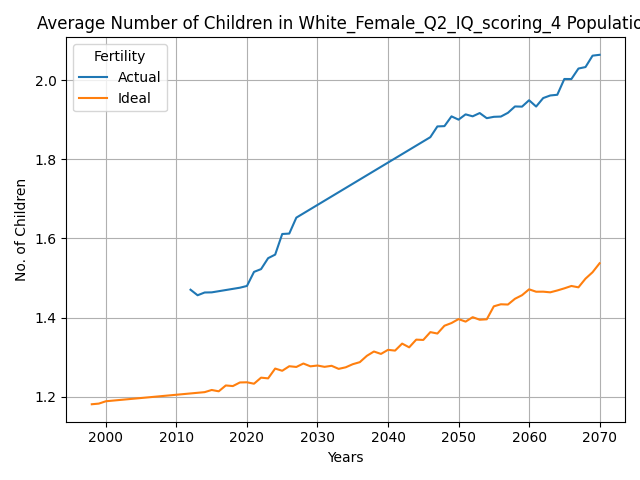 Average Number of Children in White_Female_Q2_IQ_scoring_4 Populatio
Fertility
Actual
Ideal
No. of Children
2.0
1.8
1.6
1.4
1.2
2000 2010 2020 2030 2040 2050 2060 2070
Years